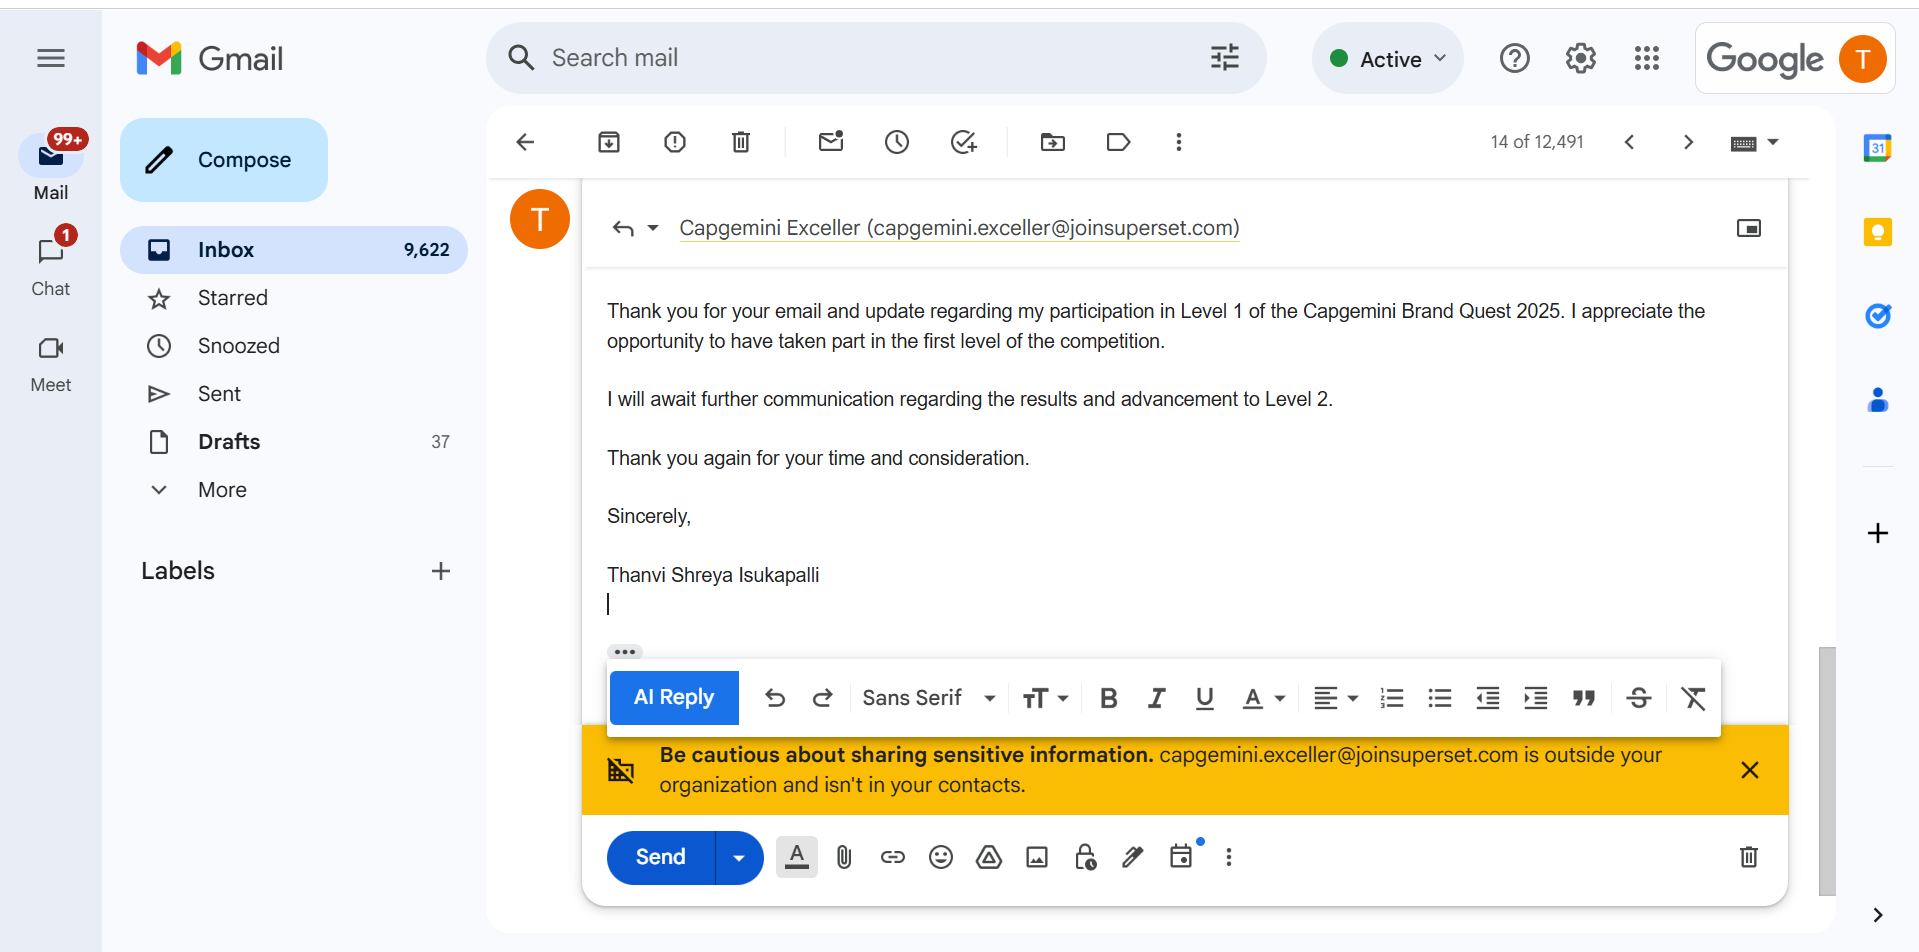 Gmail
Search mail
Active
Google
T
99+
Mail
Compose
14 of 12,491
31
1
Chat
Inbox 9,622
T
Capgemini Exceller (capgemini.exceller@joinsuperset.com)
Starred
Snoozed
Meet
Sent
Drafts 37
More
Labels
Thank you for your email and update regarding my participation in Level 1 of the Capgemini Brand Quest 2025. I appreciate the
opportunity to have taken part in the first level of the competition.
I will await further communication regarding the results and advancement to Level 2.
Thank you again for your time and consideration.
Sincerely,
Thanvi Shreya Isukapalli
AI Reply
Sans Serif
Be cautious about sharing sensitive information. capgemini.exceller@joinsuperset.com is outside your
organization and isn't in your contacts.
Send